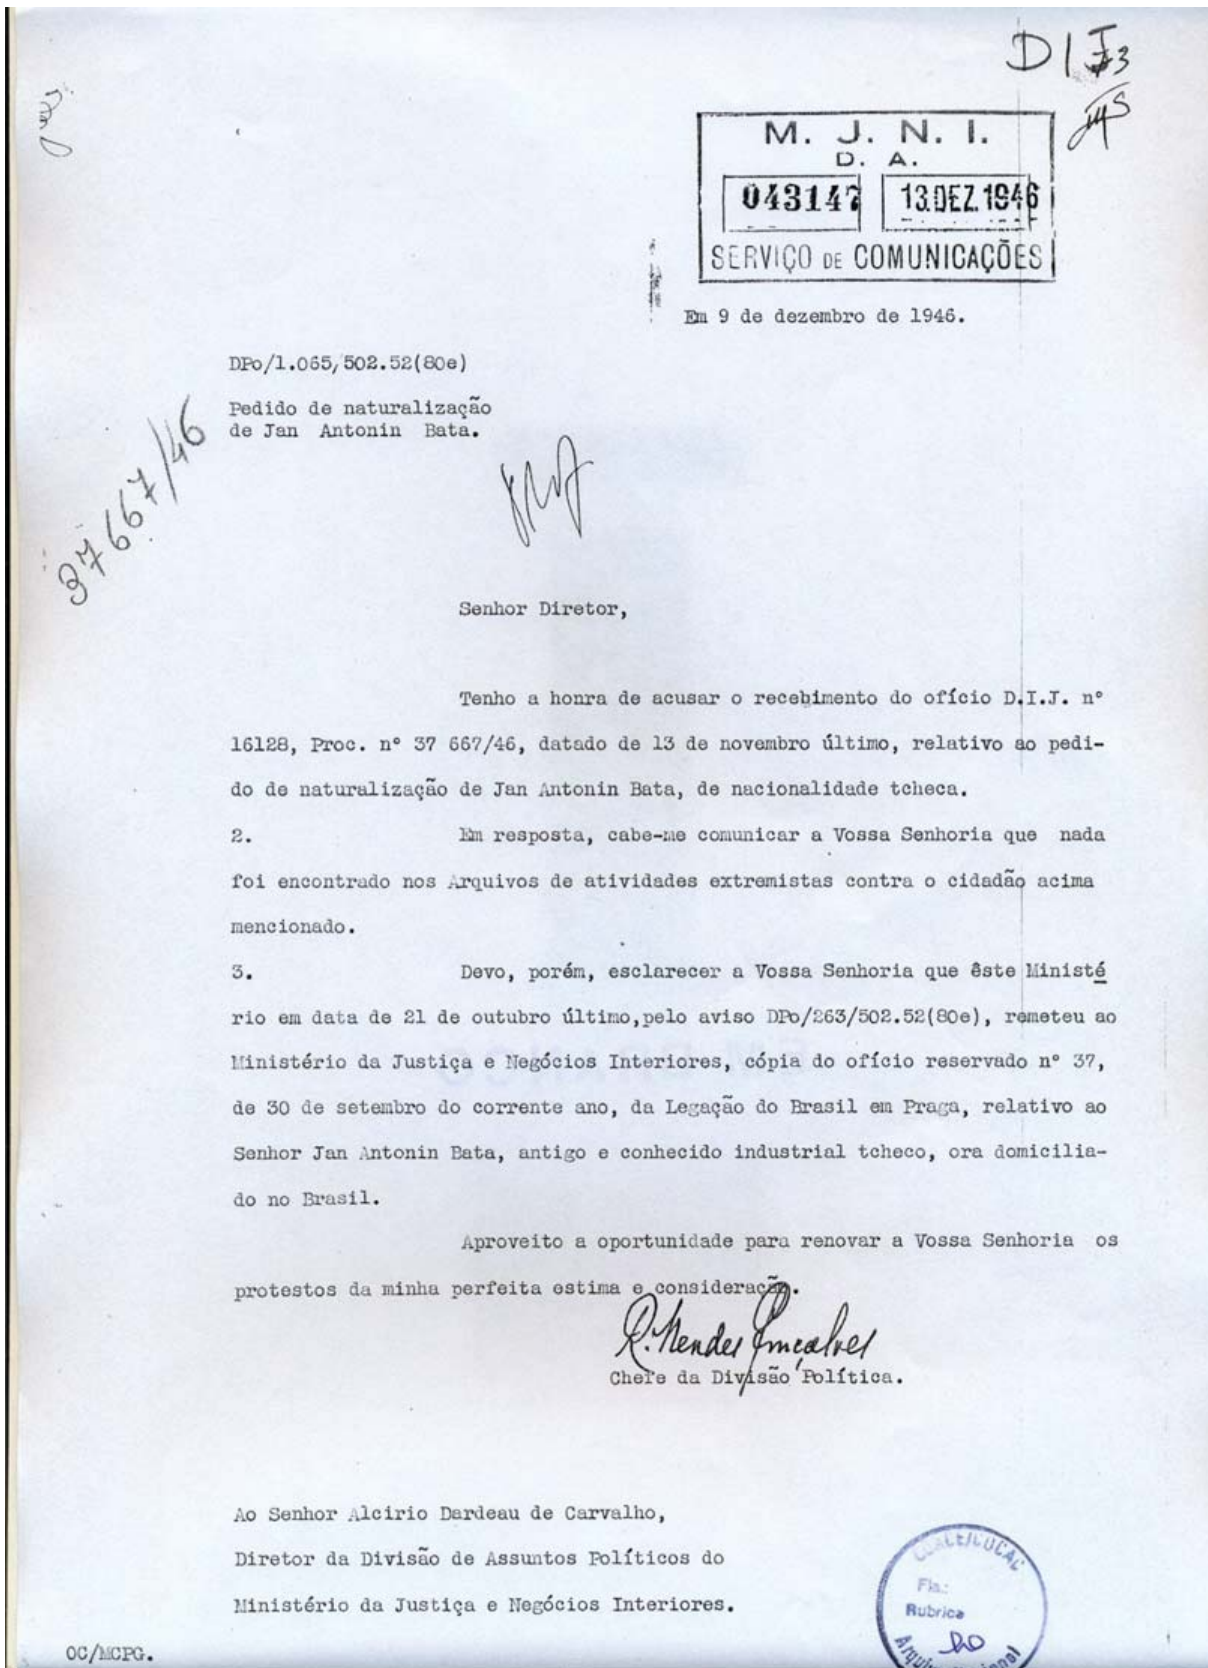 D I J
M. J. N. I.
D. A.
043147 13.DEZ.1946
SERVIÇO DE COMUNICAÇÕES
Em 9 de dezembro de 1946.
DPo/1.065/502.52(80e)
Pedido de naturalização
de Jan Antonin Bata.
37667/46
Senhor Diretor,
Tenho a honra de acusar o recebimento do ofício D.I.J. nº
16128, Proc. nº 37 667/46, datado de 13 de novembro último, relativo ao pedi-
do de naturalização de Jan Antonin Bata, de nacionalidade tcheca.
2. Em resposta, cabe-me comunicar a Vossa Senhoria que nada
foi encontrado nos Arquivos de atividades extremistas contra o cidadão acima
mencionado.
3. Devo, porém, esclarecer a Vossa Senhoria que êste Ministé
rio em data de 21 de outubro último,pelo aviso DPo/263/502.52(80e), remeteu ao
Ministério da Justiça e Negócios Interiores, cópia do ofício reservado nº 37,
de 30 de setembro do corrente ano, da Legação do Brasil em Praga, relativo ao
Senhor Jan Antonin Bata, antigo e conhecido industrial tcheco, ora domicilia-
do no Brasil.
Aproveito a oportunidade para renovar a Vossa Senhoria os
protestos da minha perfeita estima e consideração.
R. Mendes Gonçalves
Chefe da Divisão Política.
Ao Senhor Alcirio Dardeau de Carvalho,
Diretor da Divisão de Assuntos Políticos do
Ministério da Justiça e Negócios Interiores.
Fls.:
Rubrica
OC/MCPG.